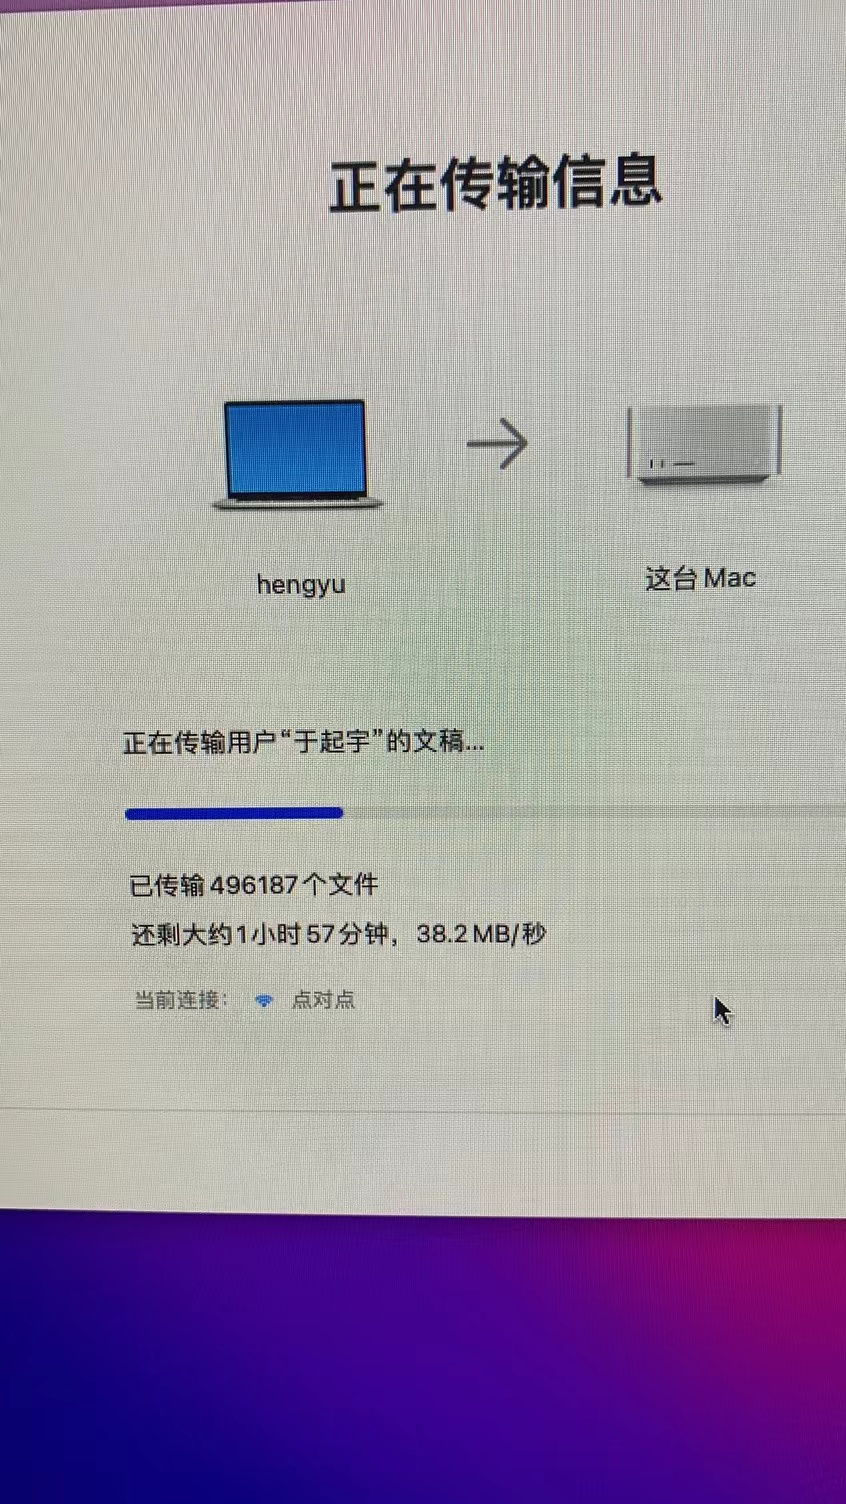 正在传输信息
hengyu
这台 Mac
正在传输用户“于起宇”的文稿...
已传输 496187 个文件
还剩大约 1 小时 57 分钟，38.2 MB/秒
当前连接： 点对点